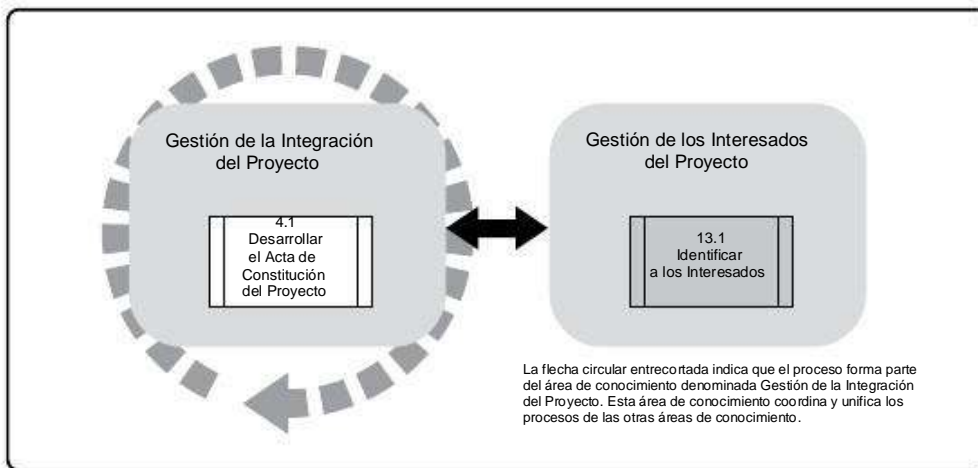 Gestión de la Integración
del Proyecto
4.1
Desarrollar
el Acta de
Constitución
del Proyecto
Gestión de los Interesados
del Proyecto
13.1
Identificar
a los Interesados
La flecha circular entrecortada indica que el proceso forma parte
del área de conocimiento denominada Gestión de la Integración
del Proyecto. Esta área de conocimiento coordina y unifica los
procesos de las otras áreas de conocimiento.